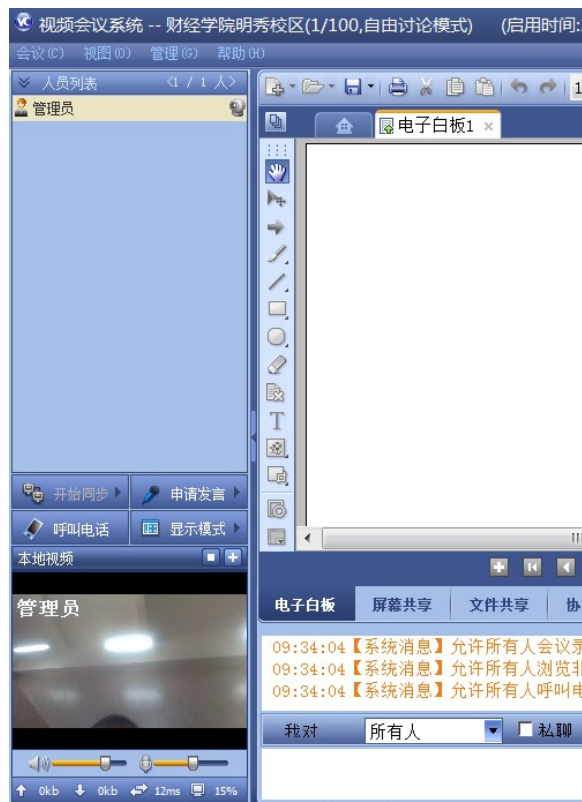 视频会议系统 -- 财经学院明秀校区(1/100,自由讨论模式) (启用时间:
会议(C) 视图(O) 管理(G) 帮助(H)
人员列表 <1 / 1 人>
管理员
电子白板1
开始同步 申请发言
呼叫电话 显示模式
本地视频
管理员
电子白板 屏幕共享 文件共享 协
09:34:04【系统消息】允许所有人会议录
09:34:04【系统消息】允许所有人浏览非
09:34:04【系统消息】允许所有人呼叫电
我对 所有人 私聊
0kb 0kb 12ms 15%